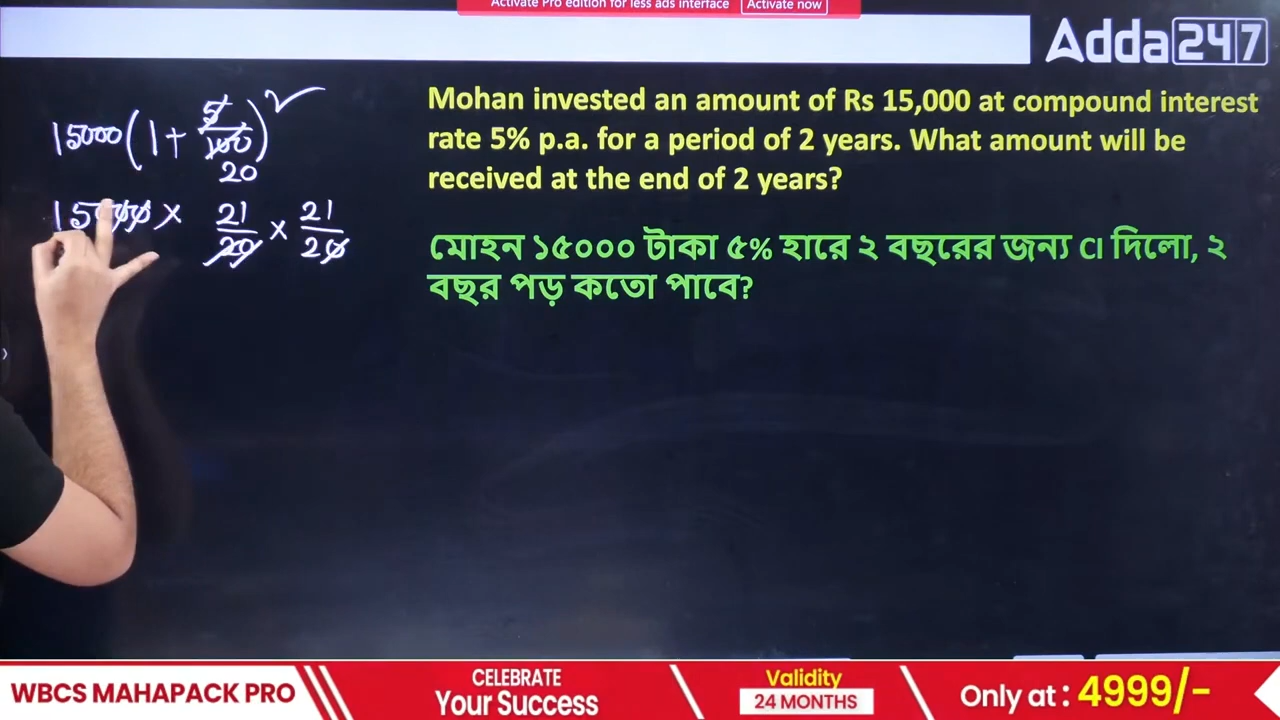 Activate Pro edition for less ads interface Activate now
Adda 247
15000(1 + 5/100)²
20
Mohan invested an amount of Rs 15,000 at compound interest
rate 5% p.a. for a period of 2 years. What amount will be
received at the end of 2 years?
15000 × 21/20 × 21/20
মোহন ১৫০০০ টাকা ৫% হারে ২ বছরের জন্য CI দিলো, ২
বছর পড় কতো পাবে?
WBCS MAHAPACK PRO
CELEBRATE
Your Success
Validity
24 MONTHS
Only at : 4999/-